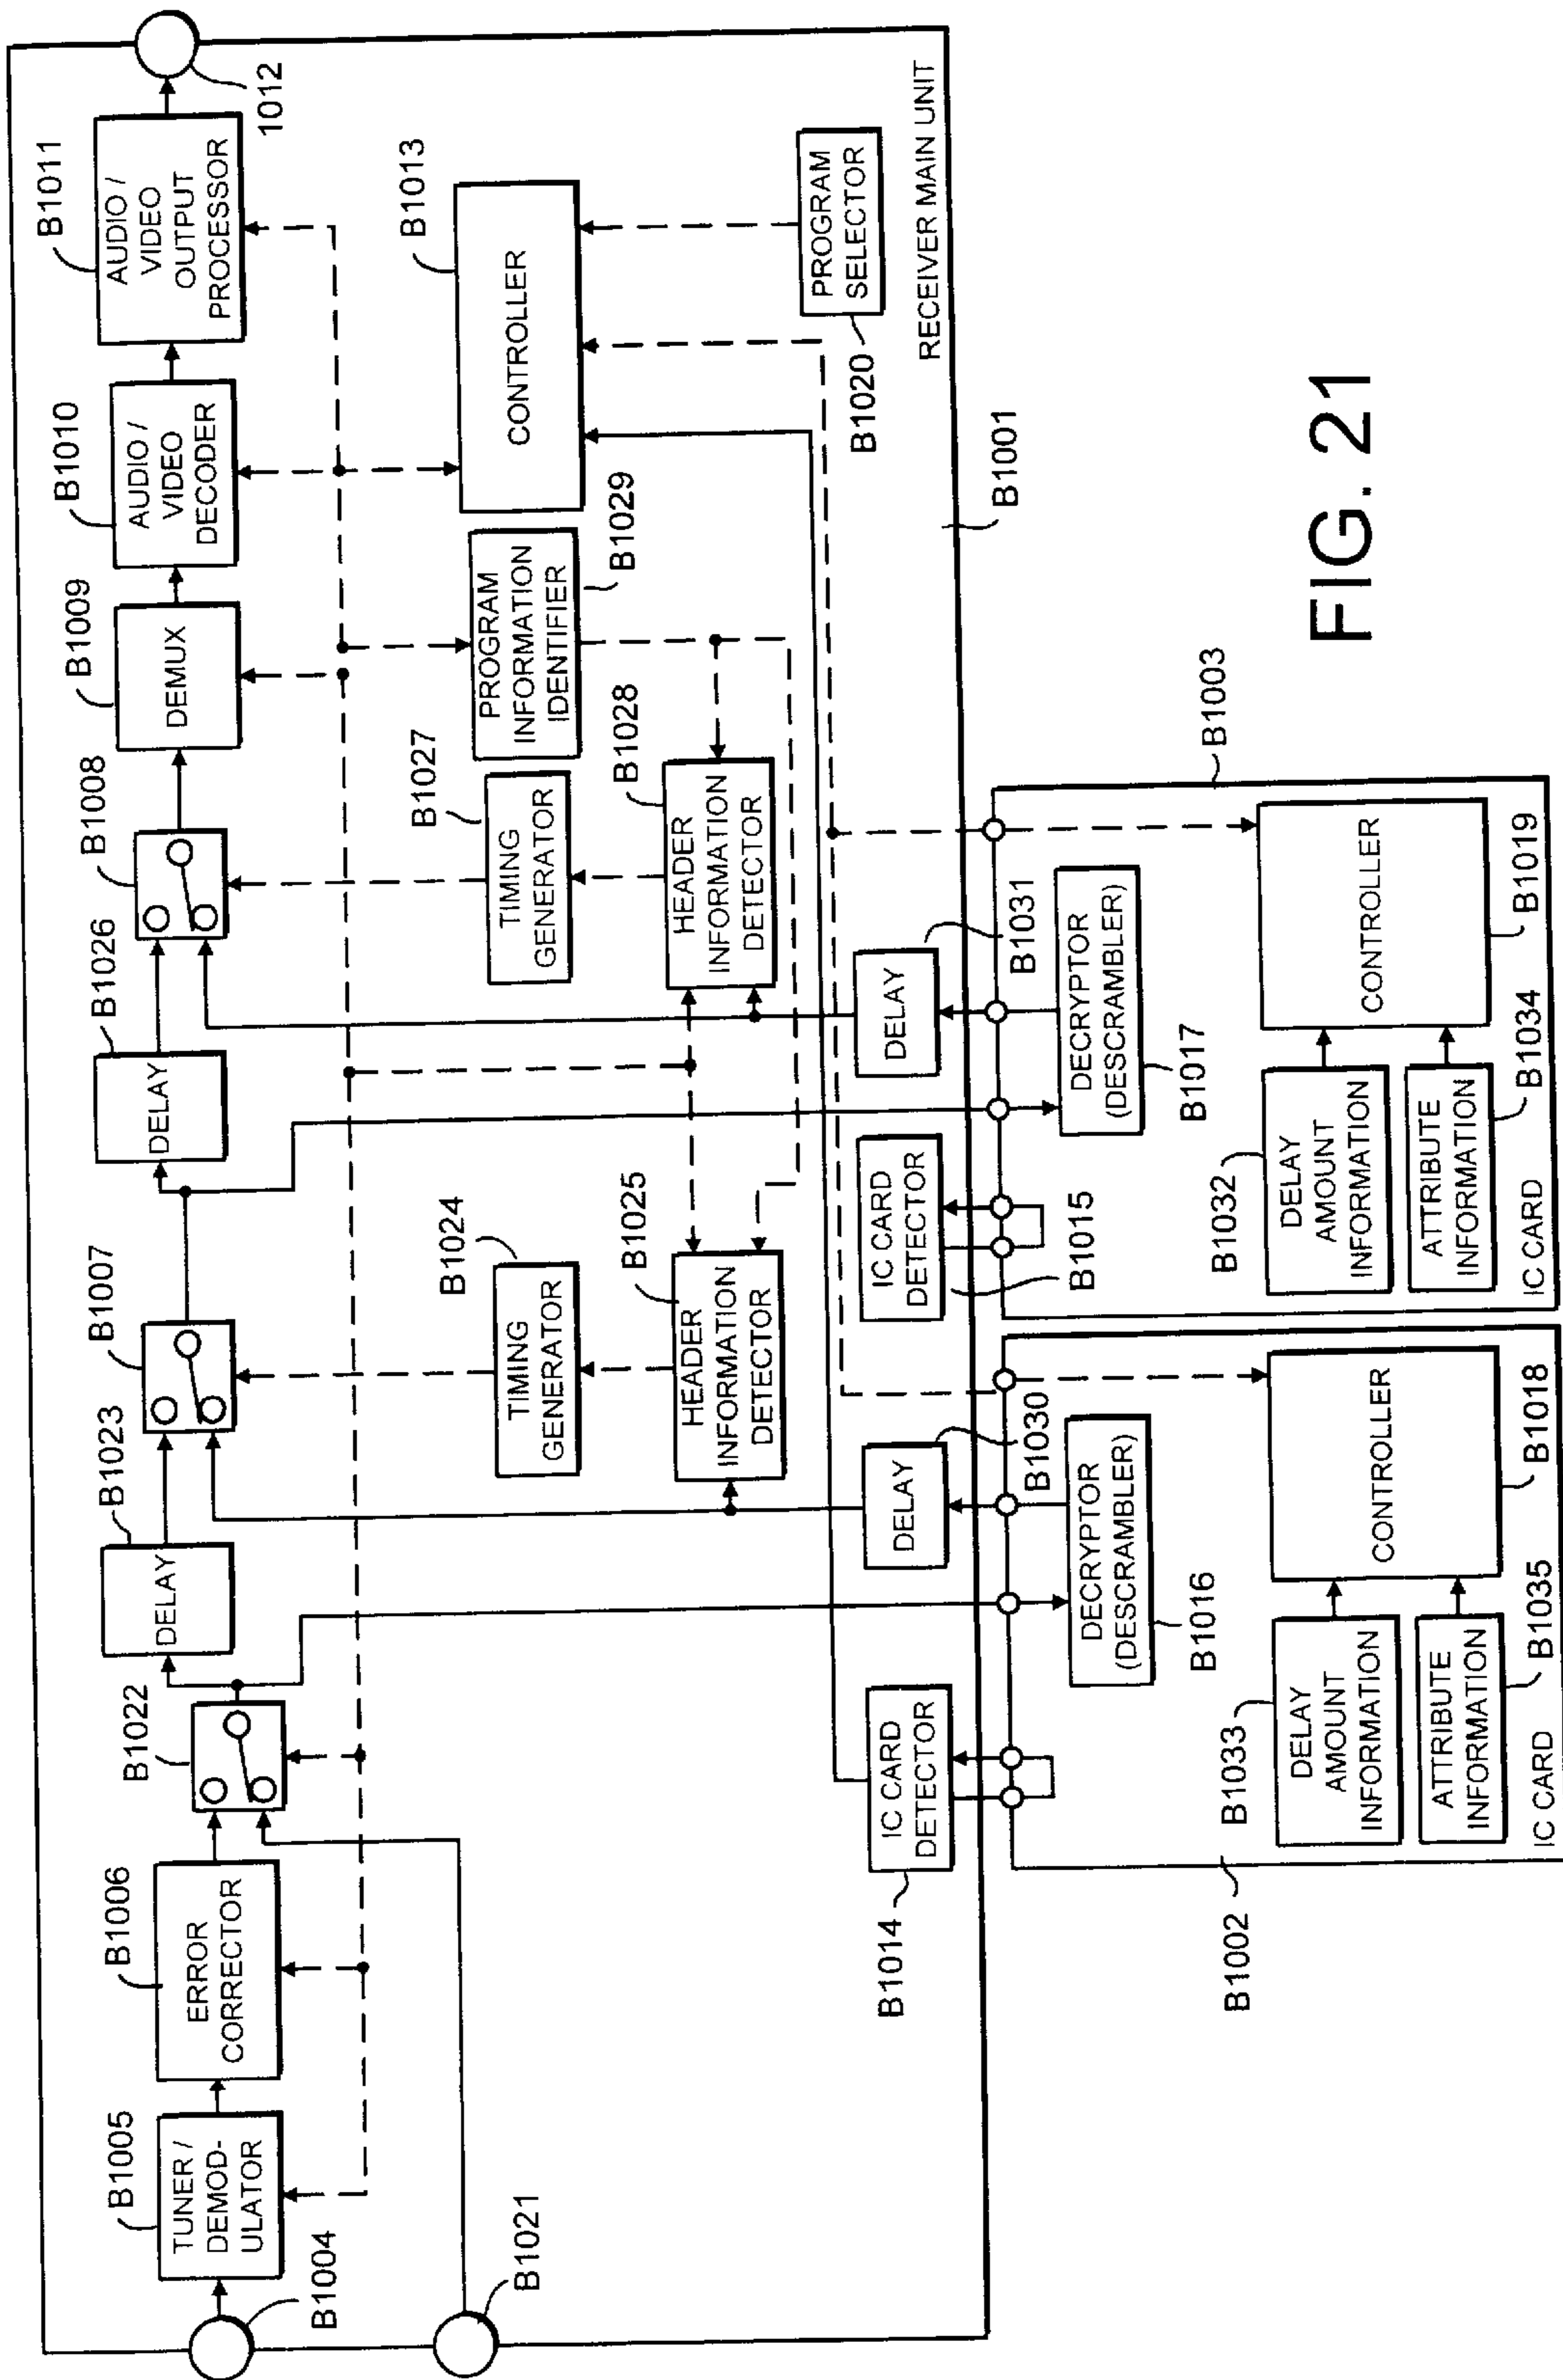 B1005
TUNER /
DEMOD-
ULATOR
B1004
B1006
ERROR
CORRECTOR
B1021
B1022
B1023
DELAY
B1007
B1026
DELAY
B1008
B1009
DEMUX
B1010
AUDIO /
VIDEO
DECODER
B1011
AUDIO /
VIDEO
OUTPUT
PROCESSOR
1012
B1024
TIMING
GENERATOR
B1025
HEADER
INFORMATION
DETECTOR
B1027
TIMING
GENERATOR
B1028
HEADER
INFORMATION
DETECTOR
PROGRAM
INFORMATION
IDENTIFIER
B1029
B1013
CONTROLLER
PROGRAM
SELECTOR
B1020
RECEIVER MAIN UNIT
B1001
B1014
IC CARD
DETECTOR
DELAY
B1030
IC CARD
DETECTOR
B1015
DELAY
B1031
B1002
DECRYPTOR
(DESCRAMBLER)
B1016
B1033
DELAY
AMOUNT
INFORMATION
ATTRIBUTE
INFORMATION
B1035
CONTROLLER
B1018
IC CARD
B1003
DECRYPTOR
(DESCRAMBLER)
B1017
B1032
DELAY
AMOUNT
INFORMATION
ATTRIBUTE
INFORMATION
B1034
CONTROLLER
B1019
IC CARD
FIG. 21